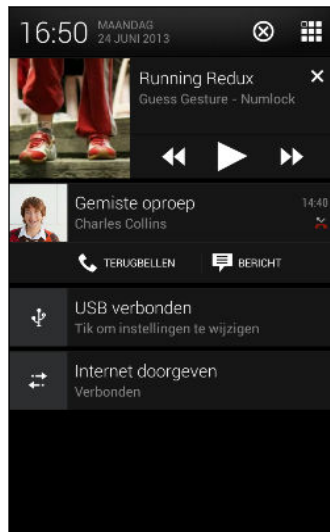 16:50
MAANDAG
24 JUNI 2013
Running Redux
Guess Gesture - Numlock
Gemiste oproep
14:40
Charles Collins
TERUGBELLEN
BERICHT
USB verbonden
Tik om instellingen te wijzigen
Internet doorgeven
Verbonden